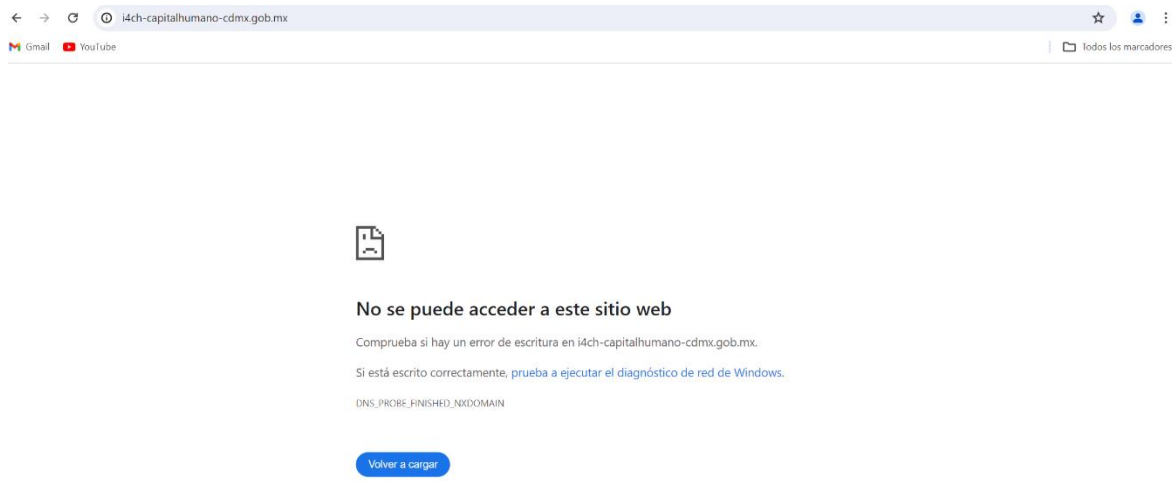 i4ch-capitalhumano-cdmx.gob.mx
Gmail YouTube Todos los marcadores
No se puede acceder a este sitio web
Comprueba si hay un error de escritura en i4ch-capitalhumano-cdmx.gob.mx.
Si está escrito correctamente, prueba a ejecutar el diagnóstico de red de Windows.
DNS_PROBE_FINISHED_NXDOMAIN
Volver a cargar